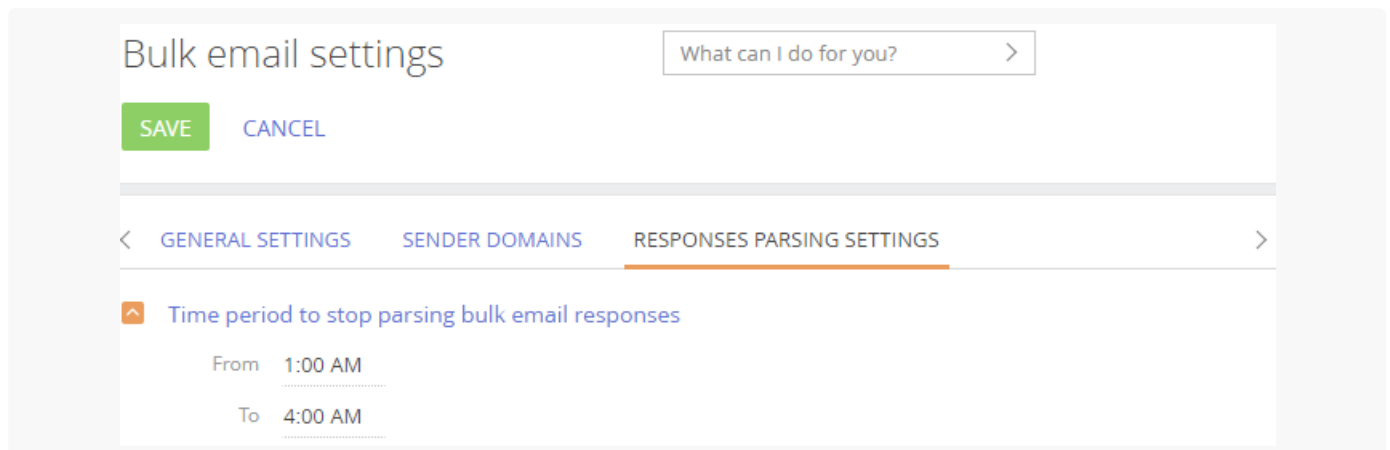 Bulk email settings
What can I do for you?
SAVE CANCEL
GENERAL SETTINGS SENDER DOMAINS RESPONSES PARSING SETTINGS
Time period to stop parsing bulk email responses
From 1:00 AM
To 4:00 AM